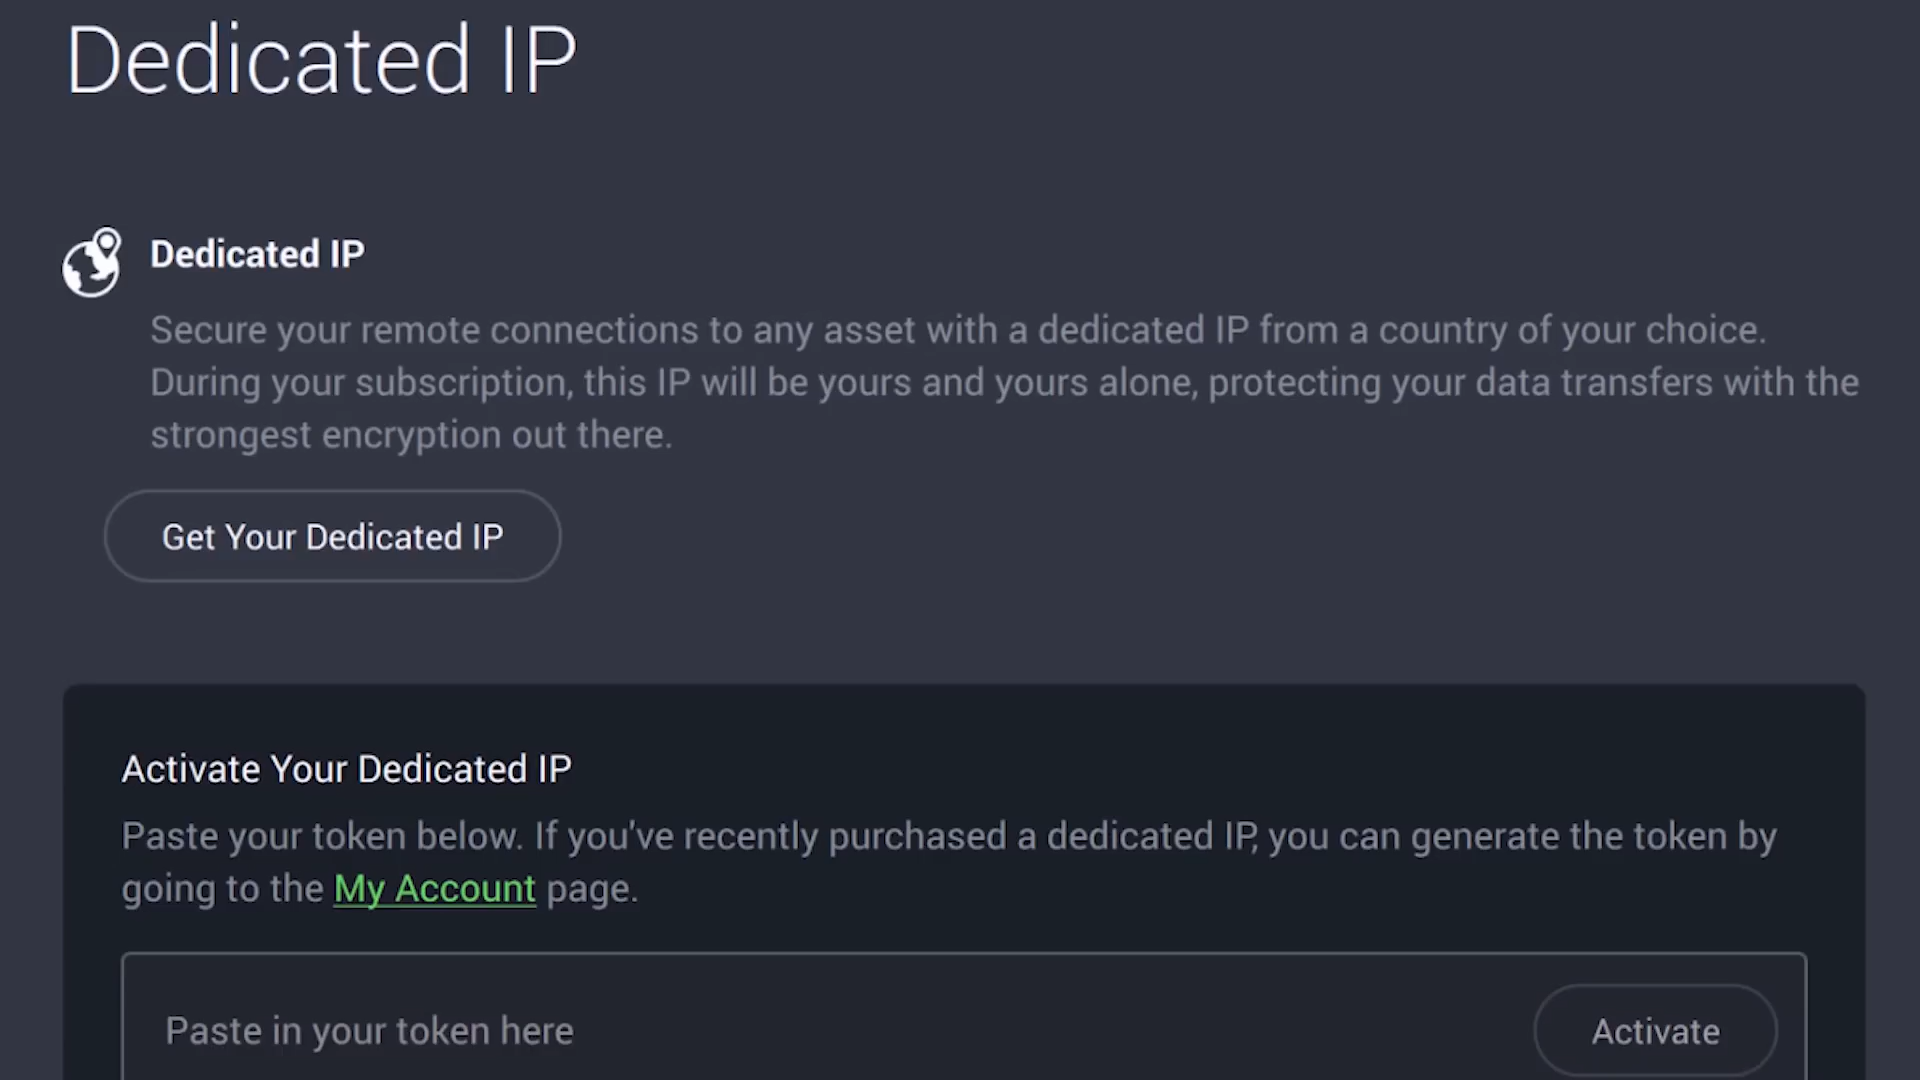 Dedicated IP
Dedicated IP
Secure your remote connections to any asset with a dedicated IP from a country of your choice.
During your subscription, this IP will be yours and yours alone, protecting your data transfers with the
strongest encryption out there.
Get Your Dedicated IP
Activate Your Dedicated IP
Paste your token below. If you've recently purchased a dedicated IP, you can generate the token by
going to the My Account page.
Paste in your token here
Activate